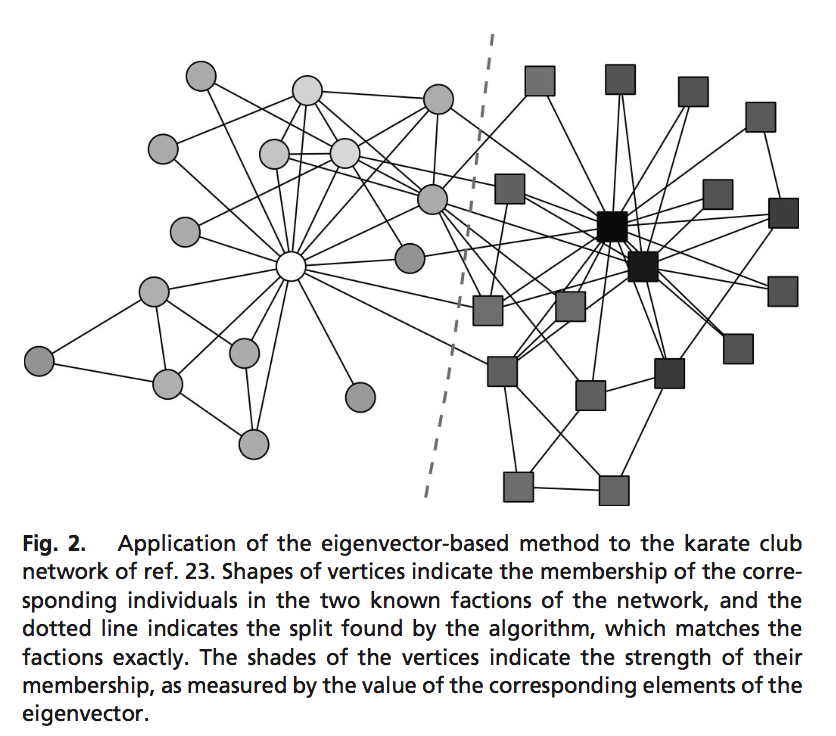 Fig. 2. Application of the eigenvector-based method to the karate club
network of ref. 23. Shapes of vertices indicate the membership of the corre-
sponding individuals in the two known factions of the network, and the
dotted line indicates the split found by the algorithm, which matches the
factions exactly. The shades of the vertices indicate the strength of their
membership, as measured by the value of the corresponding elements of the
eigenvector.